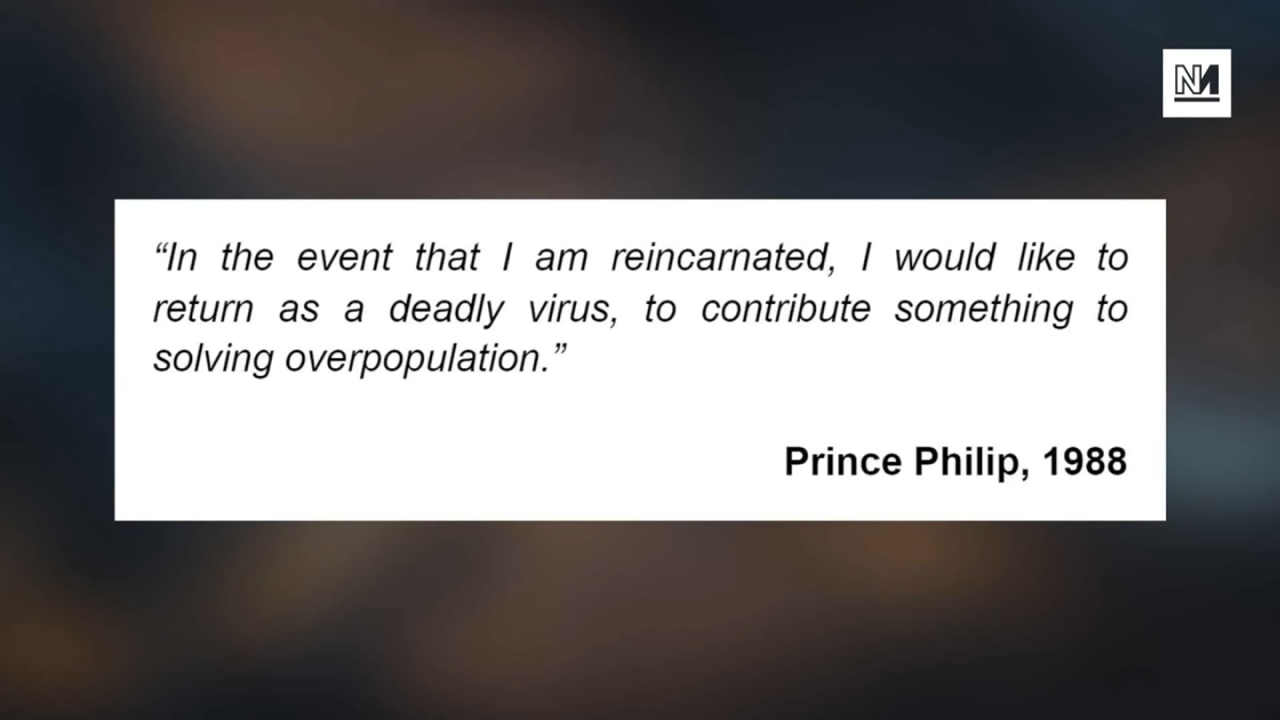 NM
“In the event that I am reincarnated, I would like to
return as a deadly virus, to contribute something to
solving overpopulation.”
Prince Philip, 1988